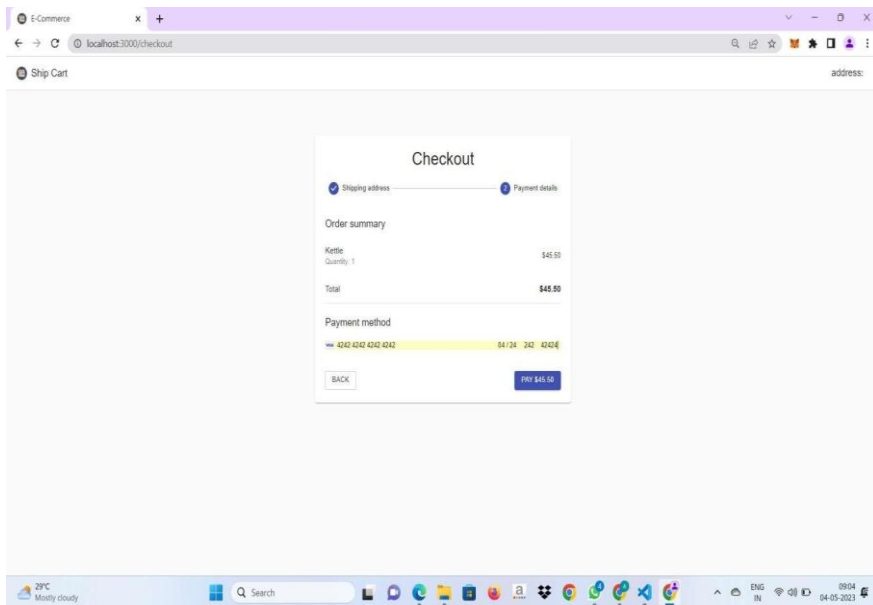 E-Commerce
localhost:3000/checkout
Ship Cart address:
Checkout
Shipping address 2 Payment details
Order summary
Kettle $45.50
Quantity: 1
Total $45.50
Payment method
VISA 4242 4242 4242 4242 04 / 24 242 42424
BACK PAY $45.50
29°C
Mostly cloudy
Search
a
ENG
IN
09:04
04-05-2023